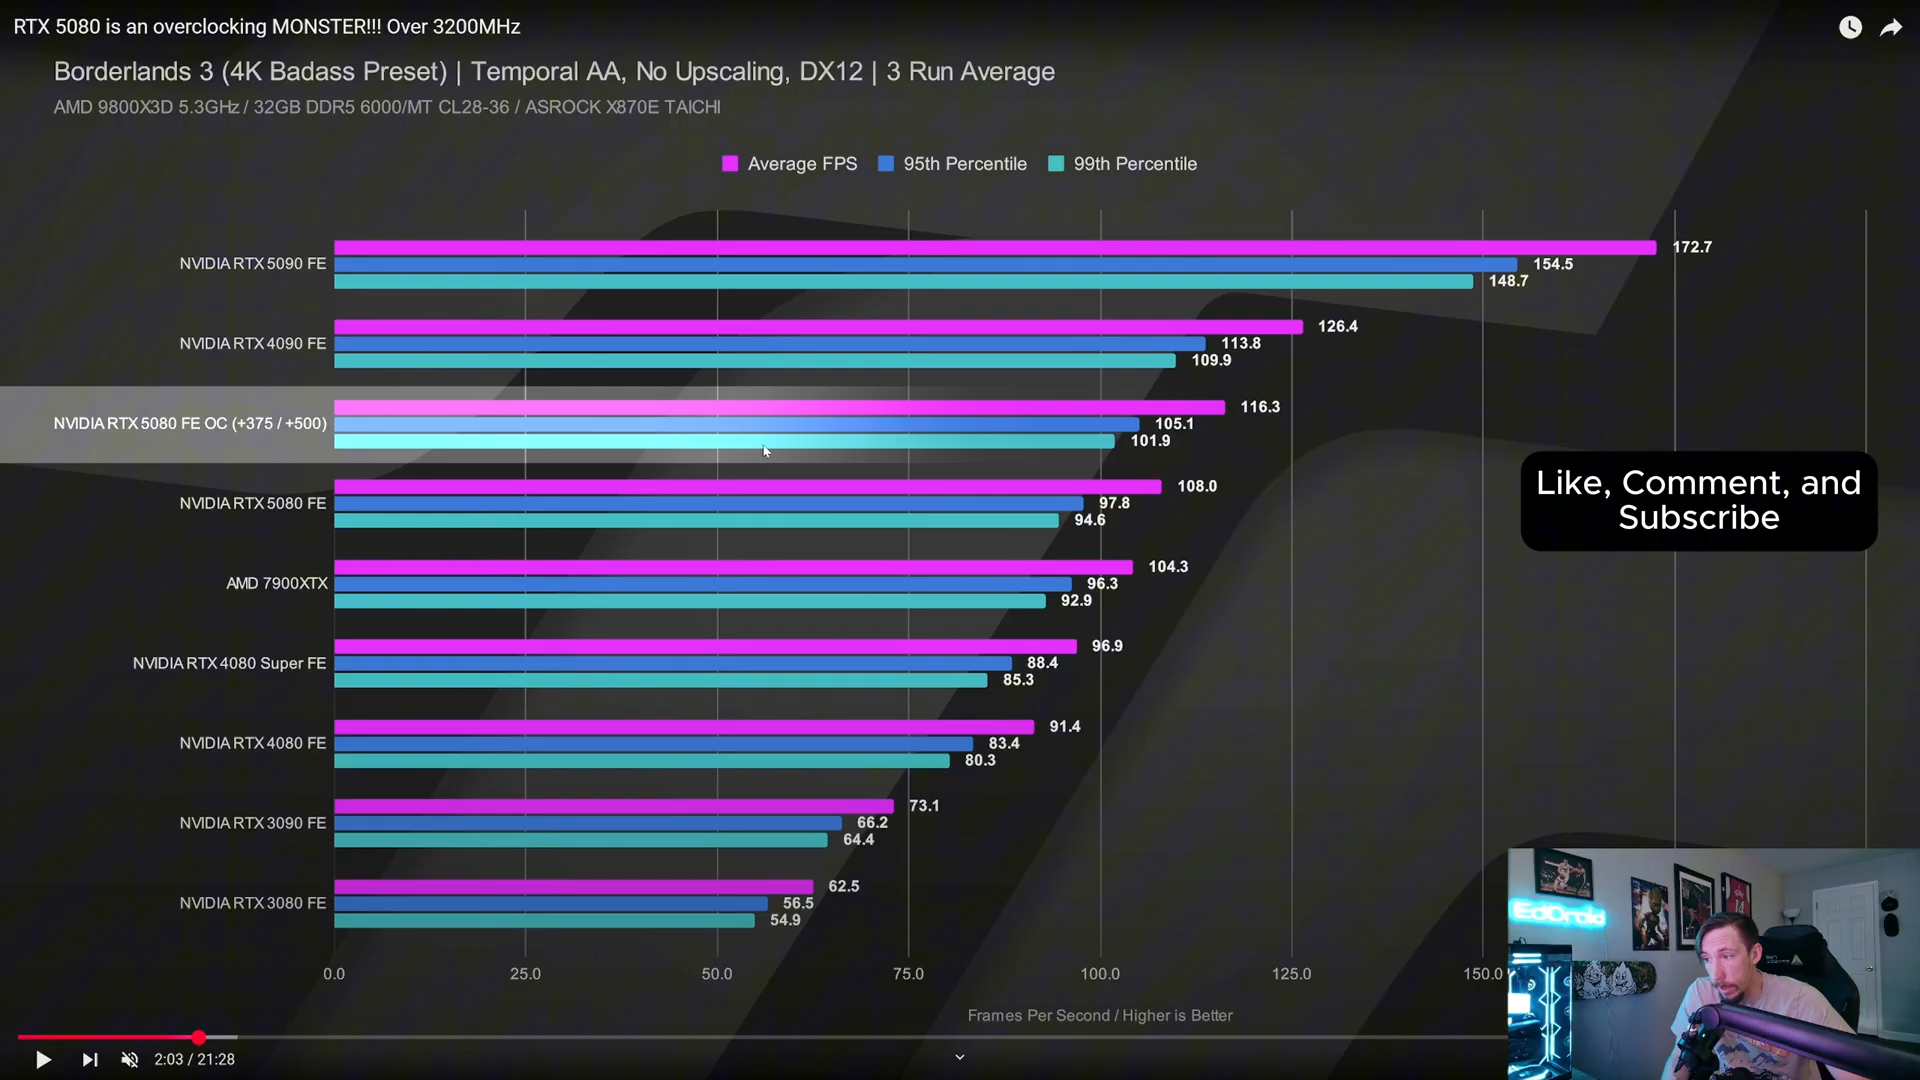 RTX 5080 is an overclocking MONSTER!!! Over 3200MHz
Borderlands 3 (4K Badass Preset) | Temporal AA, No Upscaling, DX12 | 3 Run Average
AMD 9800X3D 5.3GHz / 32GB DDR5 6000/MT CL28-36 / ASROCK X870E TAICHI
Average FPS 95th Percentile 99th Percentile
172.7
NVIDIA RTX 5090 FE 154.5
148.7
126.4
NVIDIA RTX 4090 FE 113.8
109.9
116.3
NVIDIA RTX 5080 FE OC (+375 / +500) 105.1
101.9
108.0
NVIDIA RTX 5080 FE 97.8
94.6
Like, Comment, and
Subscribe
104.3
AMD 7900XTX 96.3
92.9
96.9
NVIDIA RTX 4080 Super FE 88.4
85.3
91.4
NVIDIA RTX 4080 FE 83.4
80.3
73.1
NVIDIA RTX 3090 FE 66.2
64.4
62.5
NVIDIA RTX 3080 FE 56.5
54.9
0.0 25.0 50.0 75.0 100.0 125.0 150.0
Frames Per Second / Higher is Better
EdDroid
14
2:03 / 21:28